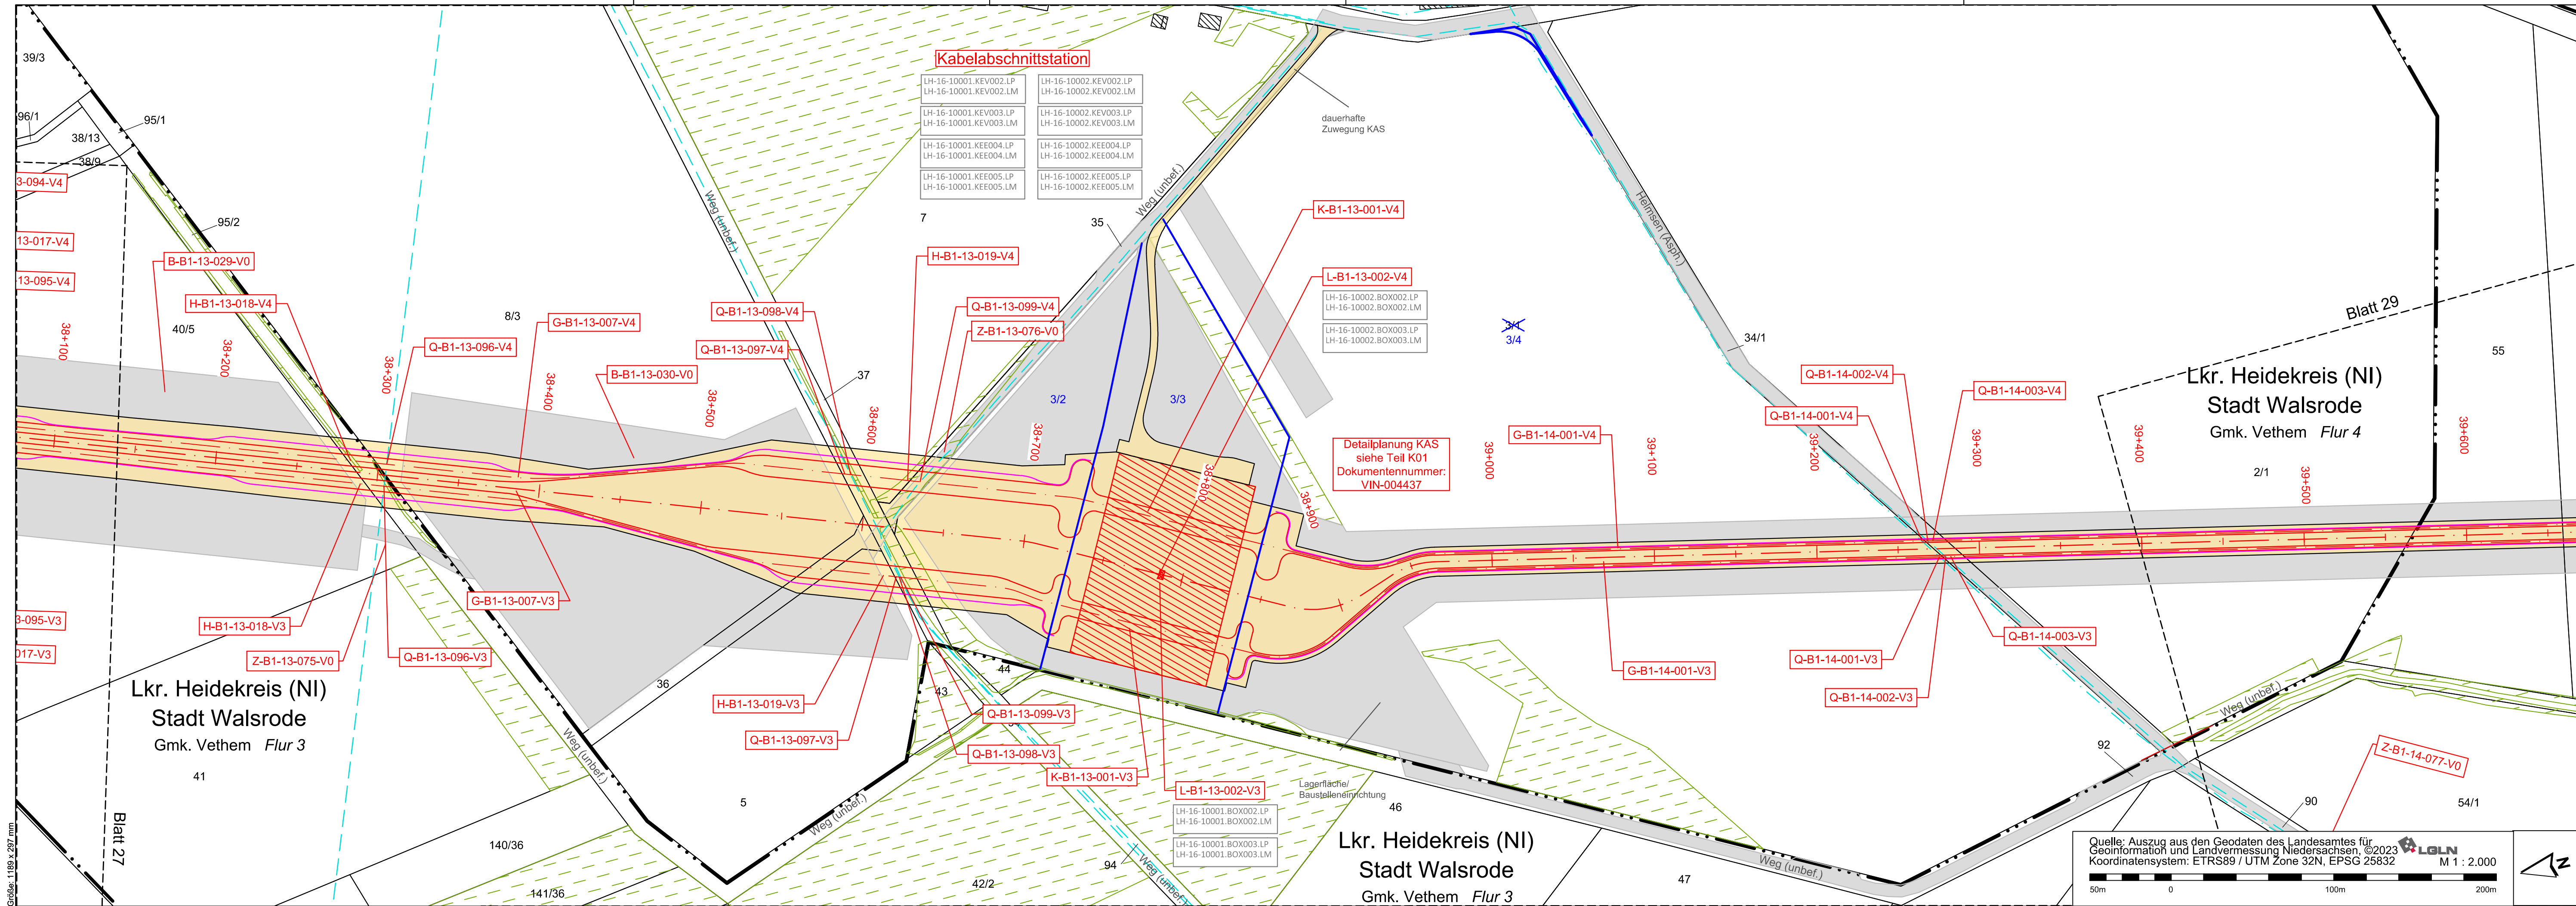 39/3
96/1
95/1
38/13
38/9
3-094-V4
95/2
13-017-V4
13-095-V4
B-B1-13-029-V0
H-B1-13-018-V4
40/5
38+100
38+200
38+300
Q-B1-13-096-V4
8/3
G-B1-13-007-V4
38+400
B-B1-13-030-V0
38+500
Weg (unbef.)
Q-B1-13-098-V4
Q-B1-13-097-V4
37
38+600
Kabelabschnittstation
LH-16-10001.KEV002.LP
LH-16-10001.KEV002.LM
LH-16-10002.KEV002.LP
LH-16-10002.KEV002.LM
LH-16-10001.KEV003.LP
LH-16-10001.KEV003.LM
LH-16-10002.KEV003.LP
LH-16-10002.KEV003.LM
LH-16-10001.KEE004.LP
LH-16-10001.KEE004.LM
LH-16-10002.KEE004.LP
LH-16-10002.KEE004.LM
LH-16-10001.KEE005.LP
LH-16-10001.KEE005.LM
LH-16-10002.KEE005.LP
LH-16-10002.KEE005.LM
7
35
Weg (unbef.)
H-B1-13-019-V4
Q-B1-13-099-V4
Z-B1-13-076-V0
3/2
3/3
38+700
38+800
38+900
dauerhafte
Zuwegung KAS
K-B1-13-001-V4
L-B1-13-002-V4
LH-16-10002.BOX002.LP
LH-16-10002.BOX002.LM
LH-16-10002.BOX003.LP
LH-16-10002.BOX003.LM
Detailplanung KAS
siehe Teil K01
Dokumentennummer:
VIN-004437
3/1
3/4
Helmsen (Asph.)
34/1
39+000
G-B1-14-001-V4
39+100
Q-B1-14-002-V4
Q-B1-14-001-V4
39+200
Q-B1-14-003-V4
39+300
39+400
Blatt 29
Lkr. Heidekreis (NI)
Stadt Walsrode
Gmk. Vethem Flur 4
2/1
39+500
39+600
55
3-095-V3
017-V3
H-B1-13-018-V3
Z-B1-13-075-V0
Q-B1-13-096-V3
G-B1-13-007-V3
Lkr. Heidekreis (NI)
Stadt Walsrode
Gmk. Vethem Flur 3
41
Blatt 27
Größe: 1189 x 297 mm
Weg (unbef.)
36
5
140/36
141/36
Weg (unbef.)
H-B1-13-019-V3
Q-B1-13-097-V3
43
44
Q-B1-13-099-V3
Q-B1-13-098-V3
K-B1-13-001-V3
L-B1-13-002-V3
LH-16-10001.BOX002.LP
LH-16-10001.BOX002.LM
LH-16-10001.BOX003.LP
LH-16-10001.BOX003.LM
42/2
94
Weg (unbef.)
Lagerfläche/
Baustelleneinrichtung
46
Lkr. Heidekreis (NI)
Stadt Walsrode
Gmk. Vethem Flur 3
47
G-B1-14-001-V3
Q-B1-14-001-V3
Q-B1-14-002-V3
Q-B1-14-003-V3
Weg (unbef.)
92
Weg (unbef.)
Z-B1-14-077-V0
90
54/1
Quelle: Auszug aus den Geodaten des Landesamtes für
Geoinformation und Landvermessung Niedersachsen, ©2023
LGLN
Koordinatensystem: ETRS89 / UTM Zone 32N, EPSG 25832
M 1 : 2.000
50m 0 100m 200m
N